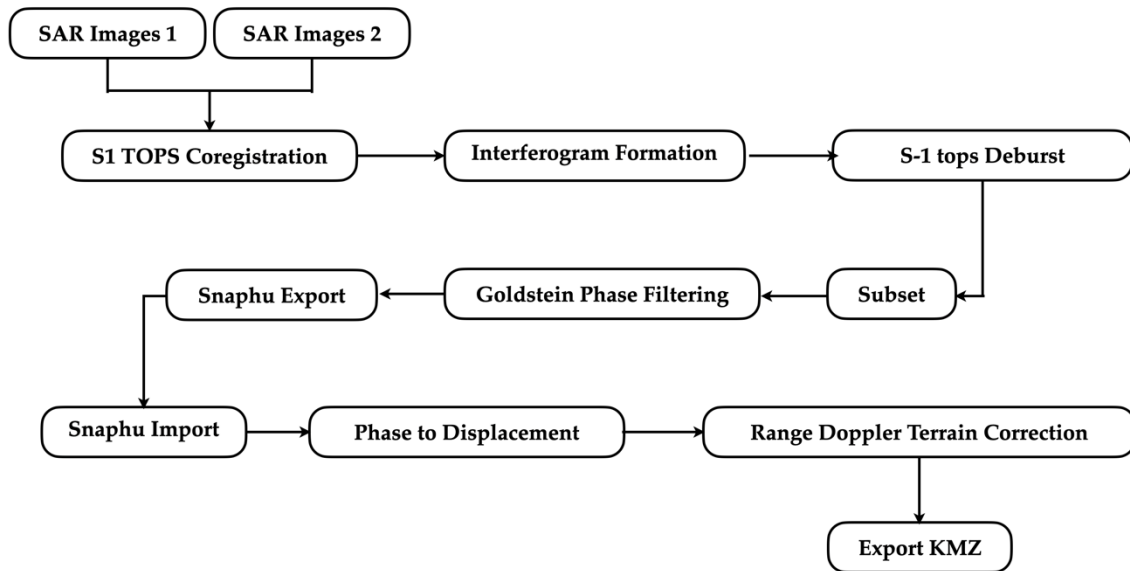 SAR Images 1
SAR Images 2
S1 TOPS Coregistration
Interferogram Formation
S-1 tops Deburst
Subset
Goldstein Phase Filtering
Snaphu Export
Snaphu Import
Phase to Displacement
Range Doppler Terrain Correction
Export KMZ